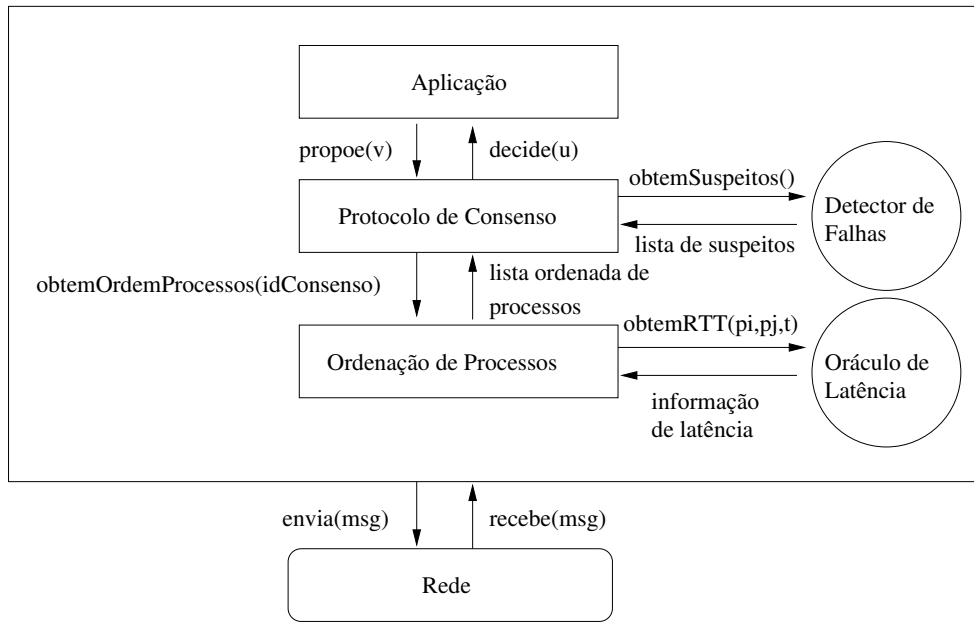 Aplicação
propoe(v)
decide(u)
obtemSuspeitos()
Protocolo de Consenso
Detector de
Falhas
lista de suspeitos
obtemOrdemProcessos(idConsenso)
lista ordenada de
processos
obtemRTT(pi,pj,t)
Ordenação de Processos
Oráculo de
Latência
informação
de latência
envia(msg)
recebe(msg)
Rede